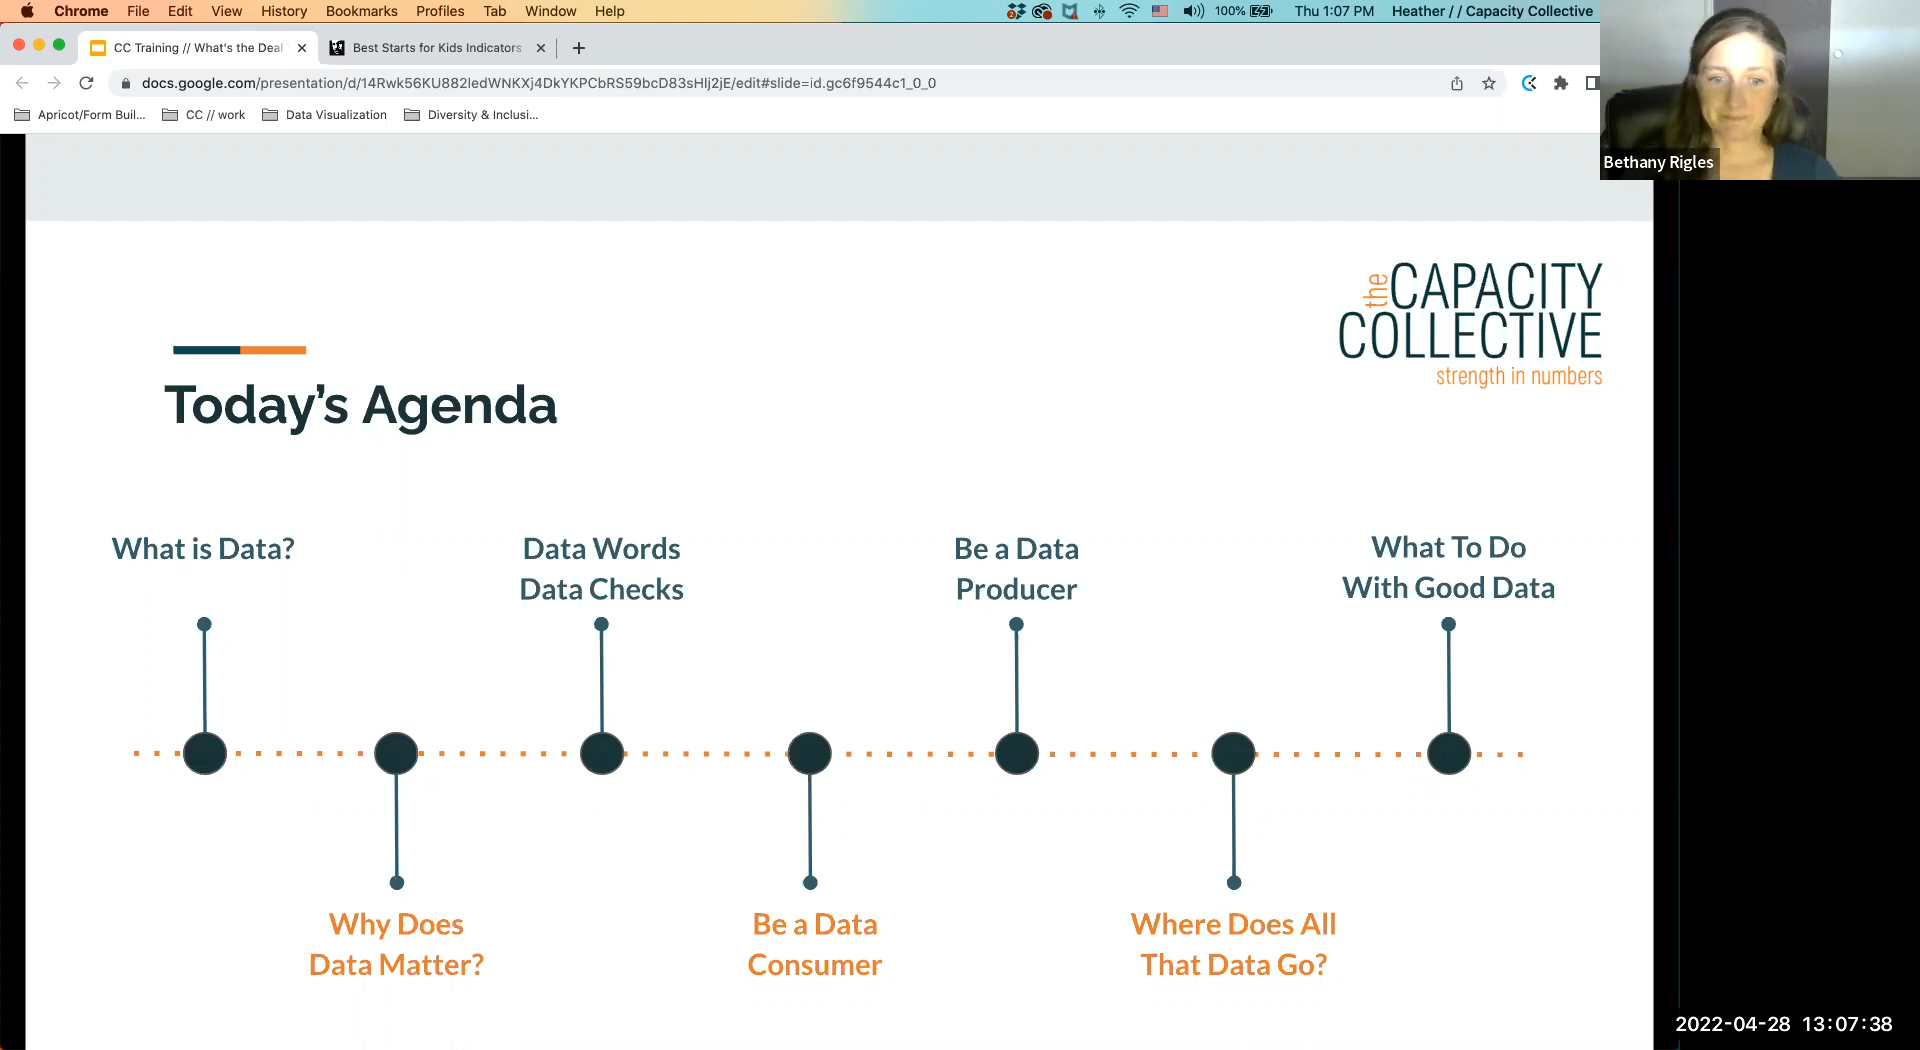 Chrome File Edit View History Bookmarks Profiles Tab Window Help
100% Thu 1:07 PM Heather / / Capacity Collective
CC Training // What's the Deal
Best Starts for Kids Indicators
docs.google.com/presentation/d/14Rwk56KU882ledWNKXj4DkYKPCbRS59bcD83sHlj2jE/edit#slide=id.gc6f9544c1_0_0
Apricot/Form Buil... CC // work Data Visualization Diversity & Inclusi...
Bethany Rigles
the CAPACITY
COLLECTIVE
strength in numbers
Today's Agenda
What is Data?
Data Words
Data Checks
Be a Data
Producer
What To Do
With Good Data
Why Does
Data Matter?
Be a Data
Consumer
Where Does All
That Data Go?
2022-04-28 13:07:38